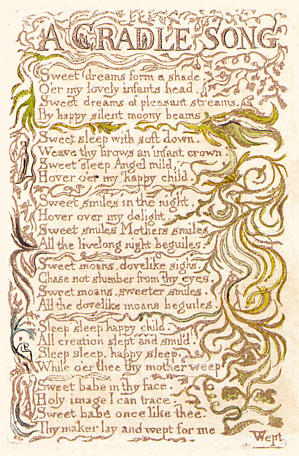 A CRADLE SONG
Sweet dreams form a shade.
O'er my lovely infants head.
Sweet dreams of pleasant streams.
By happy silent moony beams
Sweet sleep with soft down.
Weave thy brows an infant crown.
Sweet sleep Angel mild.
Hover o'er my happy child.
Sweet smiles in the night.
Hover over my delight.
Sweet smiles Mothers smiles
All the livelong night beguiles.
Sweet moans, dovelike sighs.
Chase not slumber from thy eyes.
Sweet moans, sweeter smiles.
All the dovelike moans beguiles.
Sleep sleep happy child.
All creation slept and smil'd.
Sleep sleep, happy sleep,
While o'er thee thy mother weep
Sweet babe in thy face.
Holy image I can trace.
Sweet babe once like thee.
Thy maker lay and wept for me
Wept